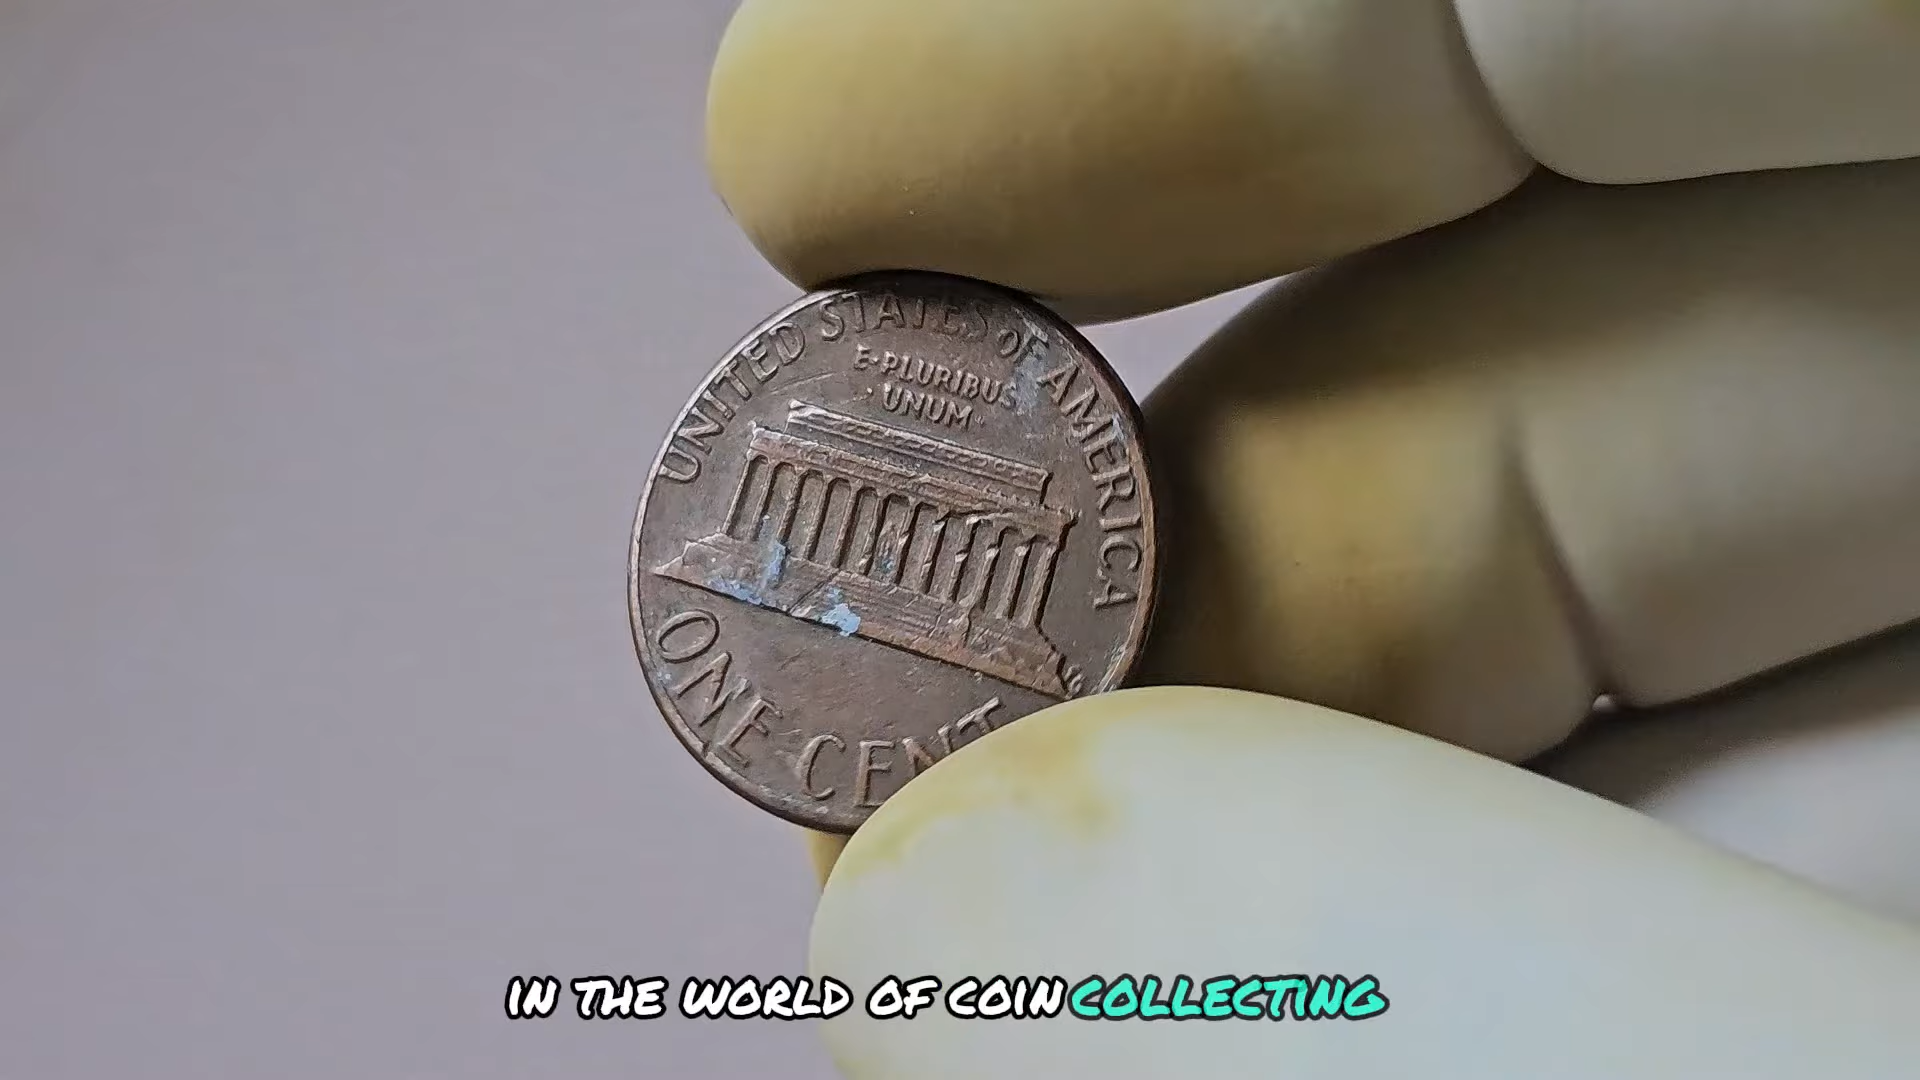 UNITED STATES OF AMERICA
E·PLURIBUS
UNUM
ONE CENT
IN THE WORLD OF COIN COLLECTING